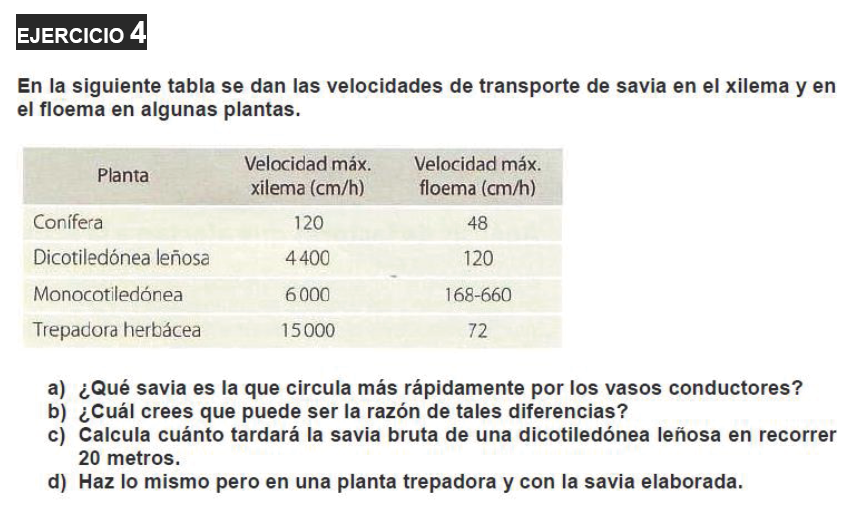 EJERCICIO 4
En la siguiente tabla se dan las velocidades de transporte de savia en el xilema y en
el floema en algunas plantas.
Planta Velocidad máx. xilema (cm/h) Velocidad máx. floema (cm/h)
Conífera 120 48
Dicotiledónea leñosa 4 400 120
Monocotiledónea 6 000 168-660
Trepadora herbácea 15 000 72
a) ¿Qué savia es la que circula más rápidamente por los vasos conductores?
b) ¿Cuál crees que puede ser la razón de tales diferencias?
c) Calcula cuánto tardará la savia bruta de una dicotiledónea leñosa en recorrer
20 metros.
d) Haz lo mismo pero en una planta trepadora y con la savia elaborada.